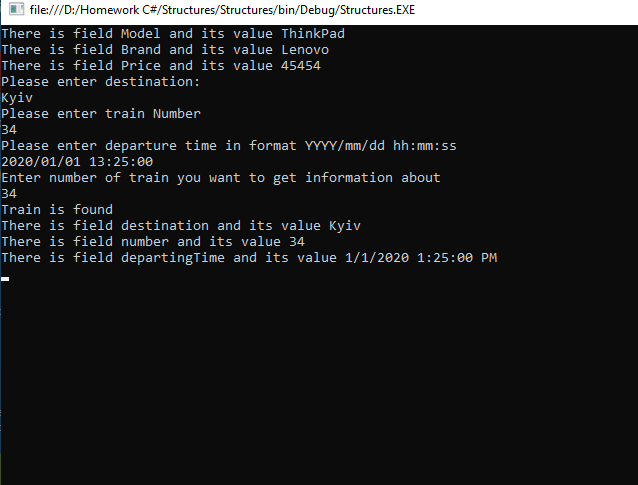 file:///D:/Homework C#/Structures/Structures/bin/Debug/Structures.EXE
There is field Model and its value ThinkPad
There is field Brand and its value Lenovo
There is field Price and its value 45454
Please enter destination:
Kyiv
Please enter train Number
34
Please enter departure time in format YYYY/mm/dd hh:mm:ss
2020/01/01 13:25:00
Enter number of train you want to get information about
34
Train is found
There is field destination and its value Kyiv
There is field number and its value 34
There is field departingTime and its value 1/1/2020 1:25:00 PM